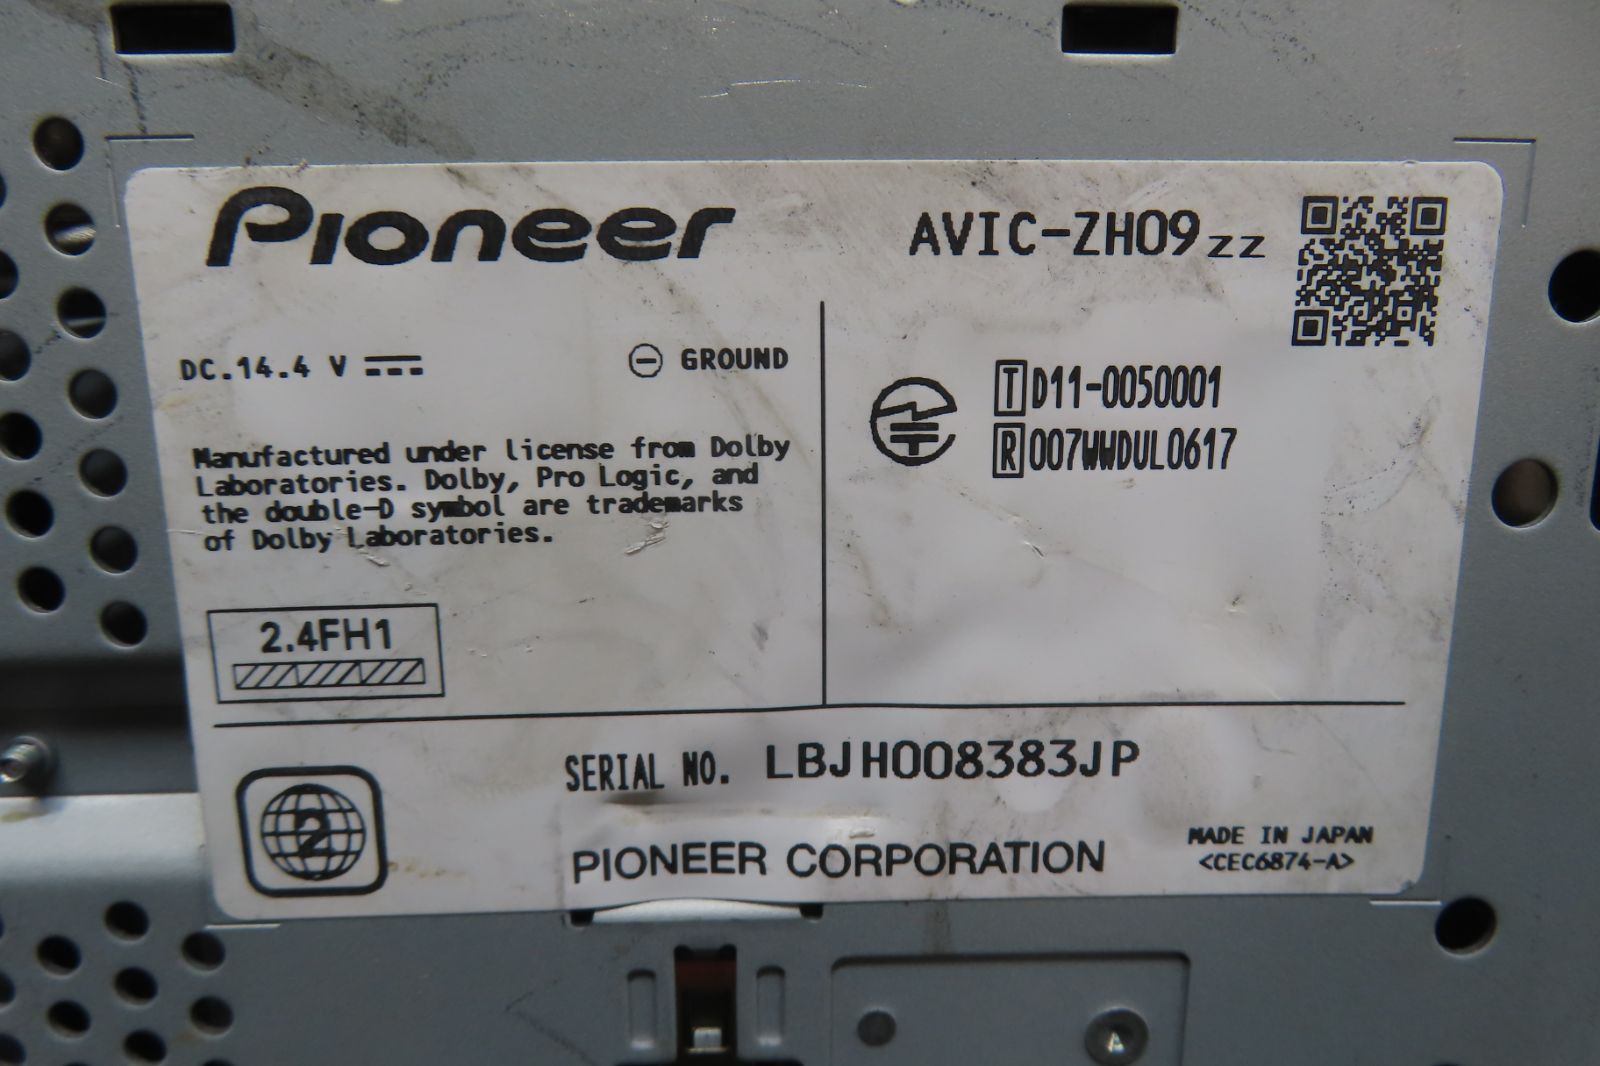 Pioneer
AVIC-ZH09zz
DC.14.4 V
GROUND
T D11-0050001
R 007WWDUL0617
Manufactured under license from Dolby
Laboratories. Dolby, Pro Logic, and
the double-D symbol are trademarks
of Dolby Laboratories.
2.4FH1
2
SERIAL NO. LBJH008383JP
PIONEER CORPORATION
MADE IN JAPAN
<CEC6874-A>